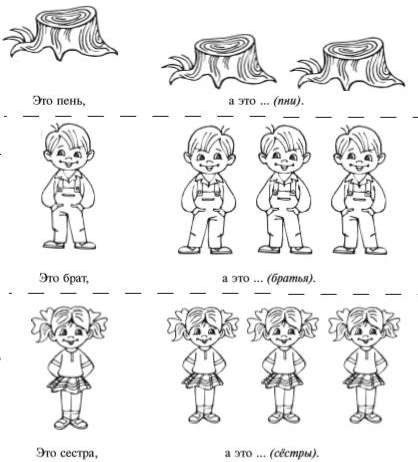 Это пень, а это ... (пни).
Это брат, а это ... (братья).
Это сестра, а это ... (сёстры).